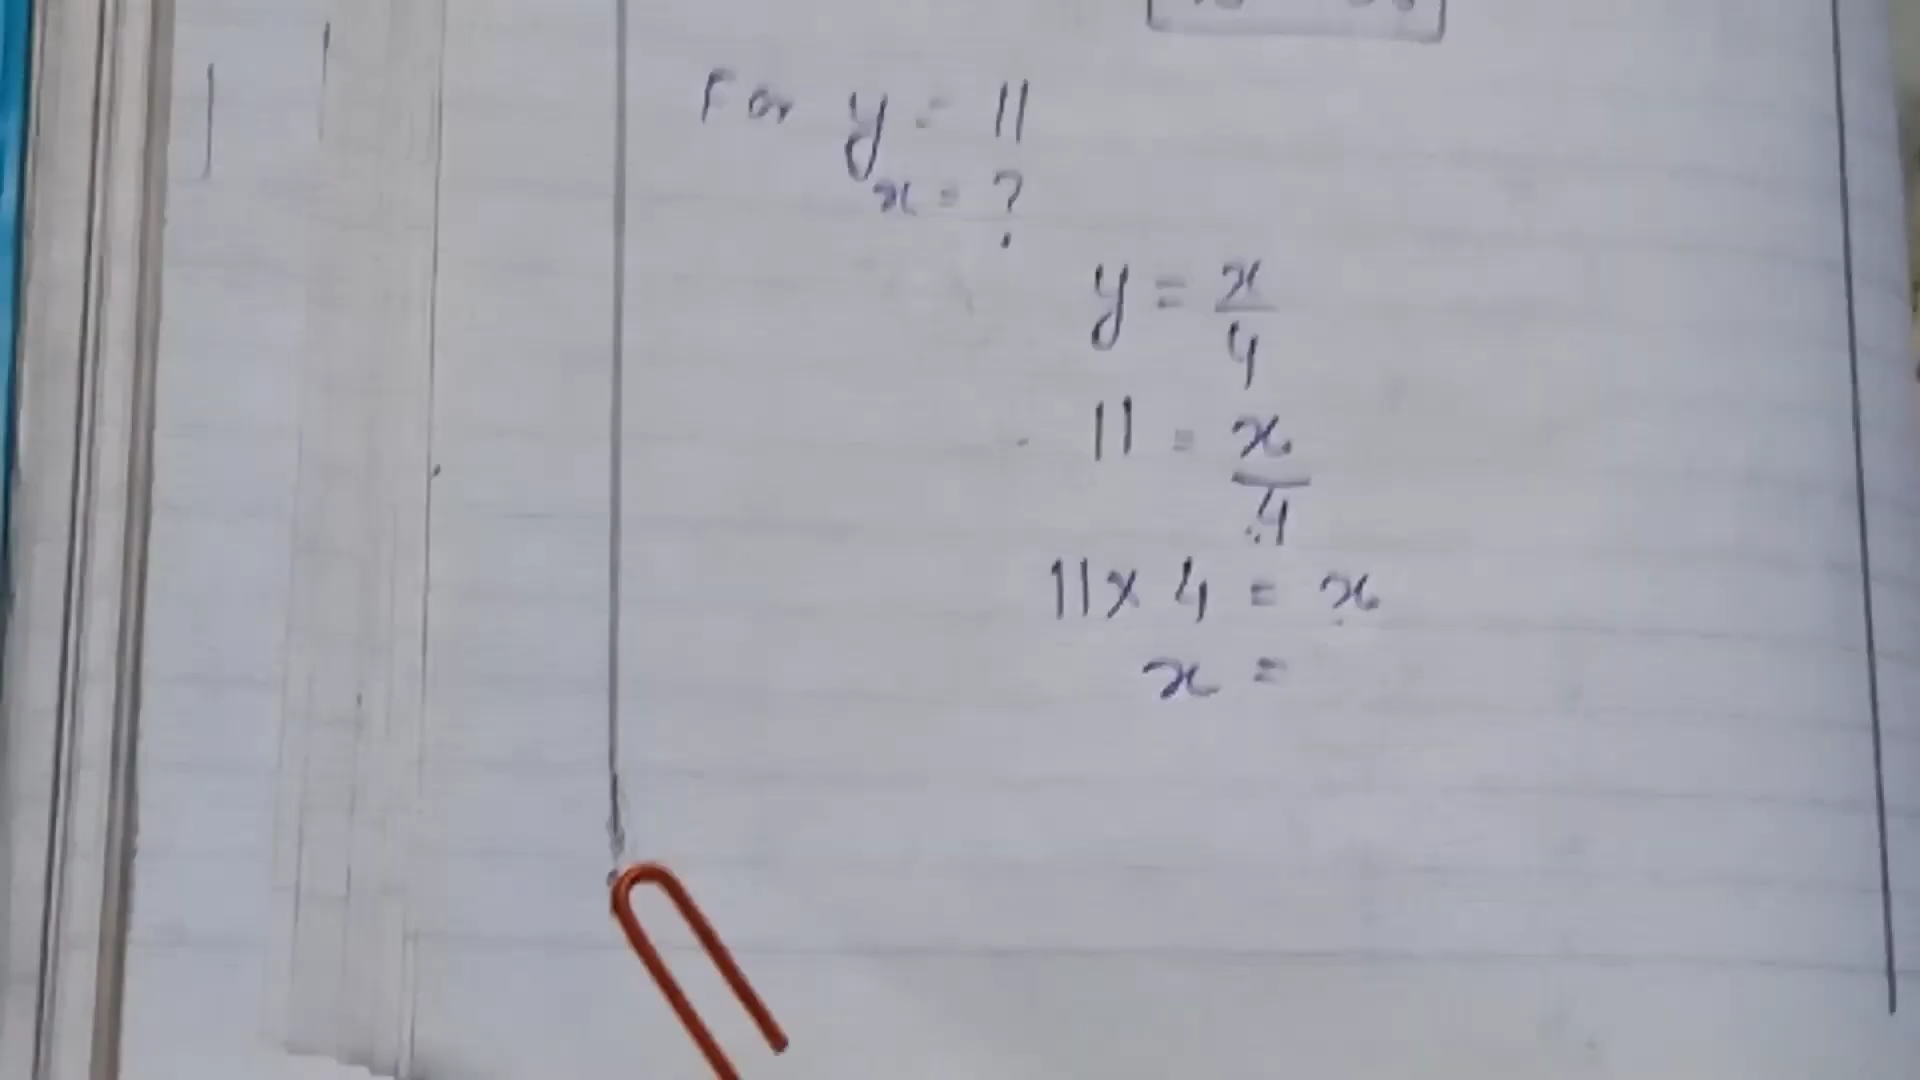 For y = 11
x = ?
y = x/4
11 = x/4
11 x 4 = x
x =